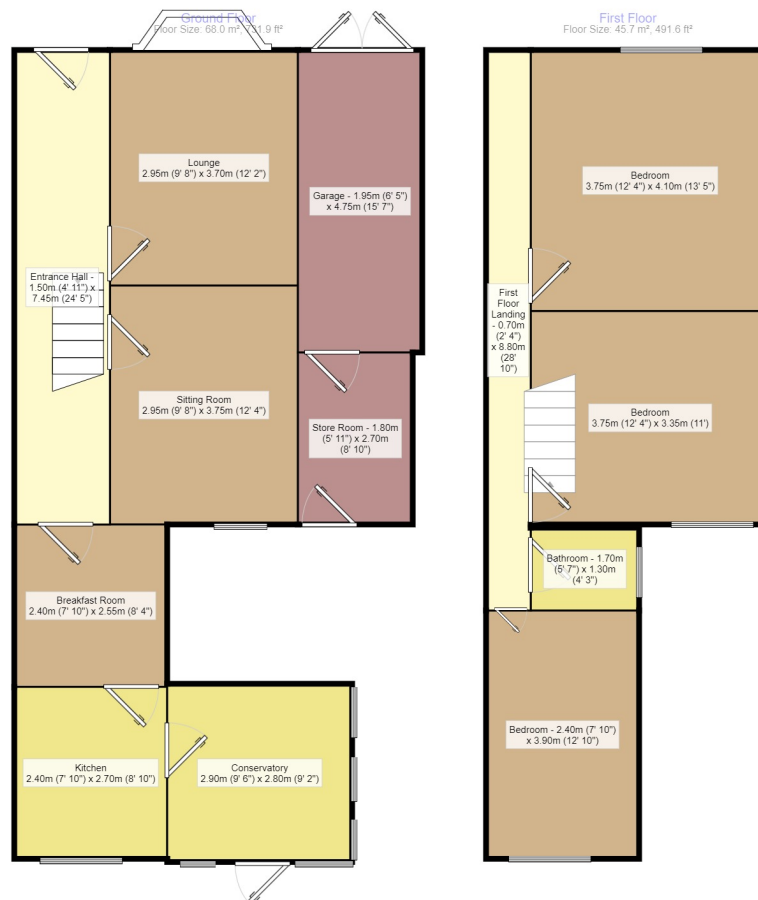 Ground Floor
Floor Size: 68.0 m², 731.9 ft²
First Floor
Floor Size: 45.7 m², 491.6 ft²
Lounge
2.95m (9' 8") x 3.70m (12' 2")
Garage - 1.95m (6' 5")
x 4.75m (15' 7")
Entrance Hall -
1.50m (4' 11") x
7.45m (24' 5")
Sitting Room
2.95m (9' 8") x 3.75m (12' 4")
Store Room - 1.80m
(5' 11") x 2.70m
(8' 10")
Breakfast Room
2.40m (7' 10") x 2.55m (8' 4")
Kitchen
2.40m (7' 10") x 2.70m (8' 10")
Conservatory
2.90m (9' 6") x 2.80m (9' 2")
Bedroom
3.75m (12' 4") x 4.10m (13' 5")
First
Floor
Landing
- 0.70m
(2' 4")
x 8.80m
(28'
10")
Bedroom
3.75m (12' 4") x 3.35m (11')
Bathroom - 1.70m
(5' 7") x 1.30m
(4' 3")
Bedroom - 2.40m (7' 10")
x 3.90m (12' 10")